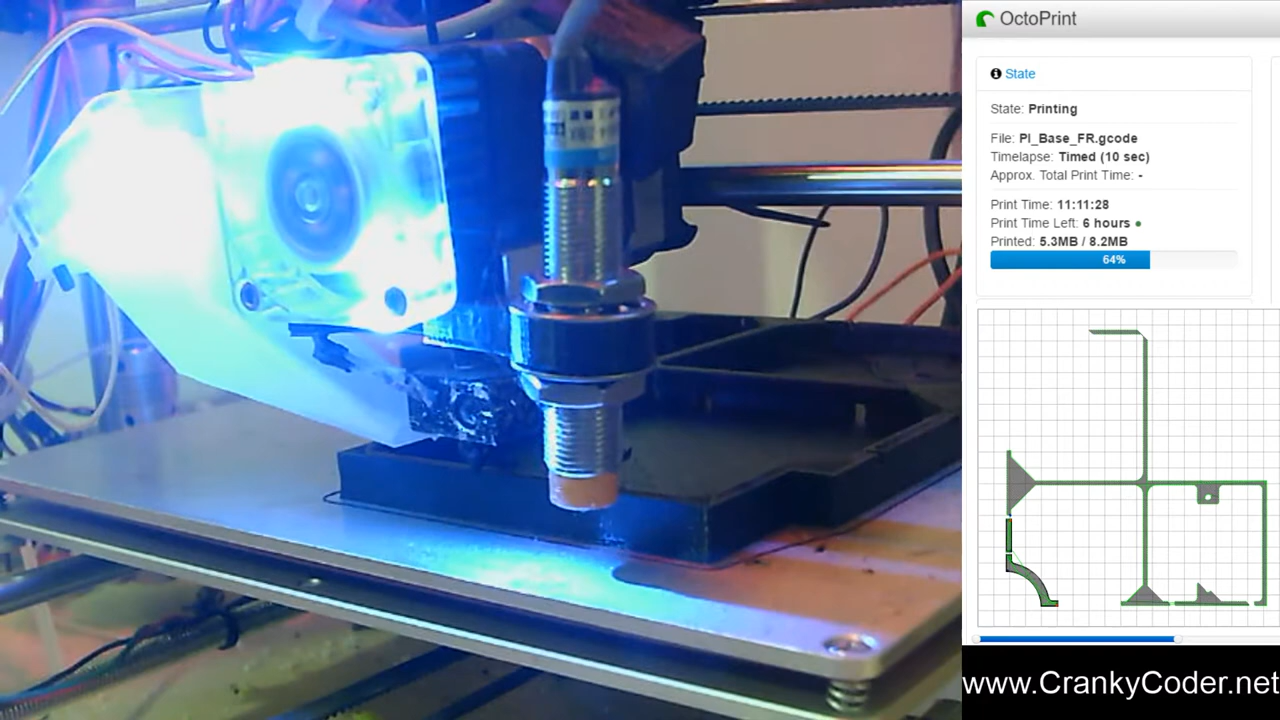 OctoPrint
State
State: Printing
File: PI_Base_FR.gcode
Timelapse: Timed (10 sec)
Approx. Total Print Time: -
Print Time: 11:11:28
Print Time Left: 6 hours
Printed: 5.3MB / 8.2MB
64%
www.CrankyCoder.net